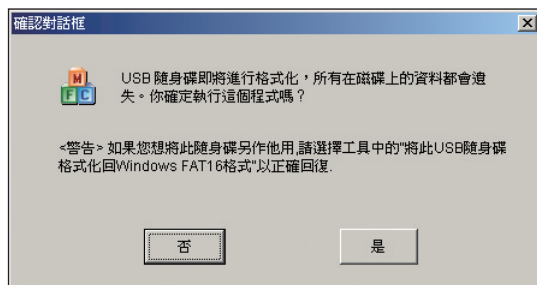 確認對話框
USB 隨身碟即將進行格式化，所有在磁碟上的資料都會遺
失。你確定執行這個程式嗎？
<警告> 如果您想將此隨身碟另作他用,請選擇工具中的"將此USB隨身碟
格式化回Windows FAT16格式"以正確回復.
否
是